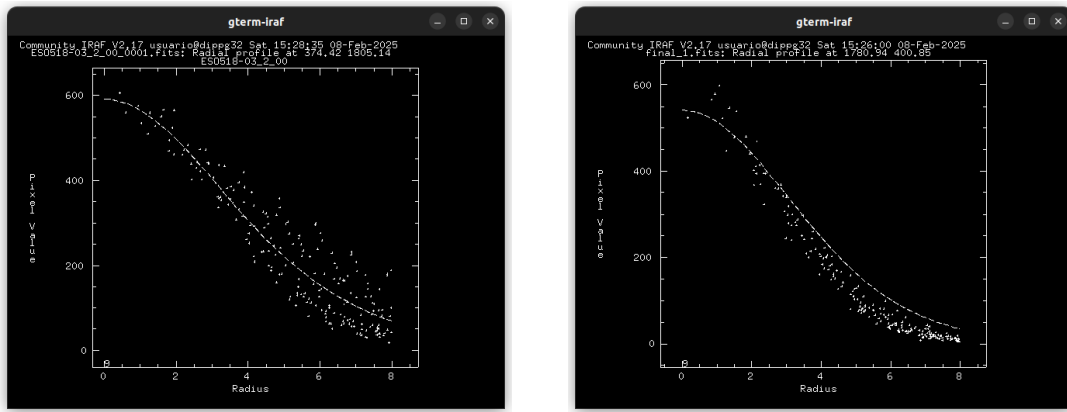 gterm-iraf
Community IRAF V2.17 usuario@dippg32 Sat 15:28:35 08-Feb-2025
ESO518-03_2_00_0001.fits: Radial profile at 374.42 1805.14
ESO518-03_2_00
600
400
200
0
Pixel Value
0 2 4 6 8
Radius
gterm-iraf
Community IRAF V2.17 usuario@dippg32 Sat 15:26:00 08-Feb-2025
Final_1.fits: Radial profile at 1780.94 400.85
600
400
200
0
Pixel Value
0 2 4 6 8
Radius